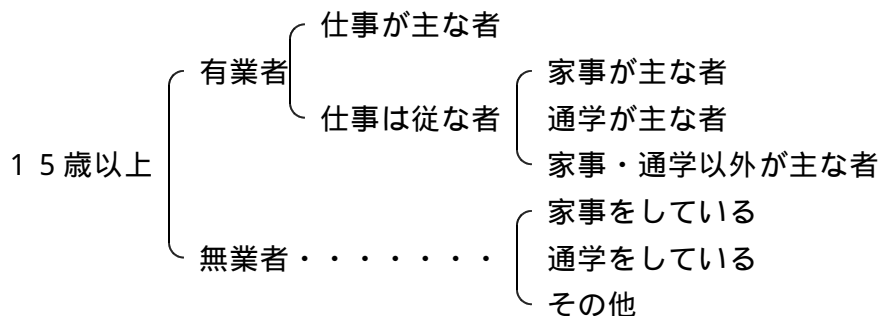 仕事が主な者
有業者
家事が主な者
仕事は従な者
通学が主な者
１５歳以上
家事・通学以外が主な者
家事をしている
無業者・・・・・・・
通学をしている
その他